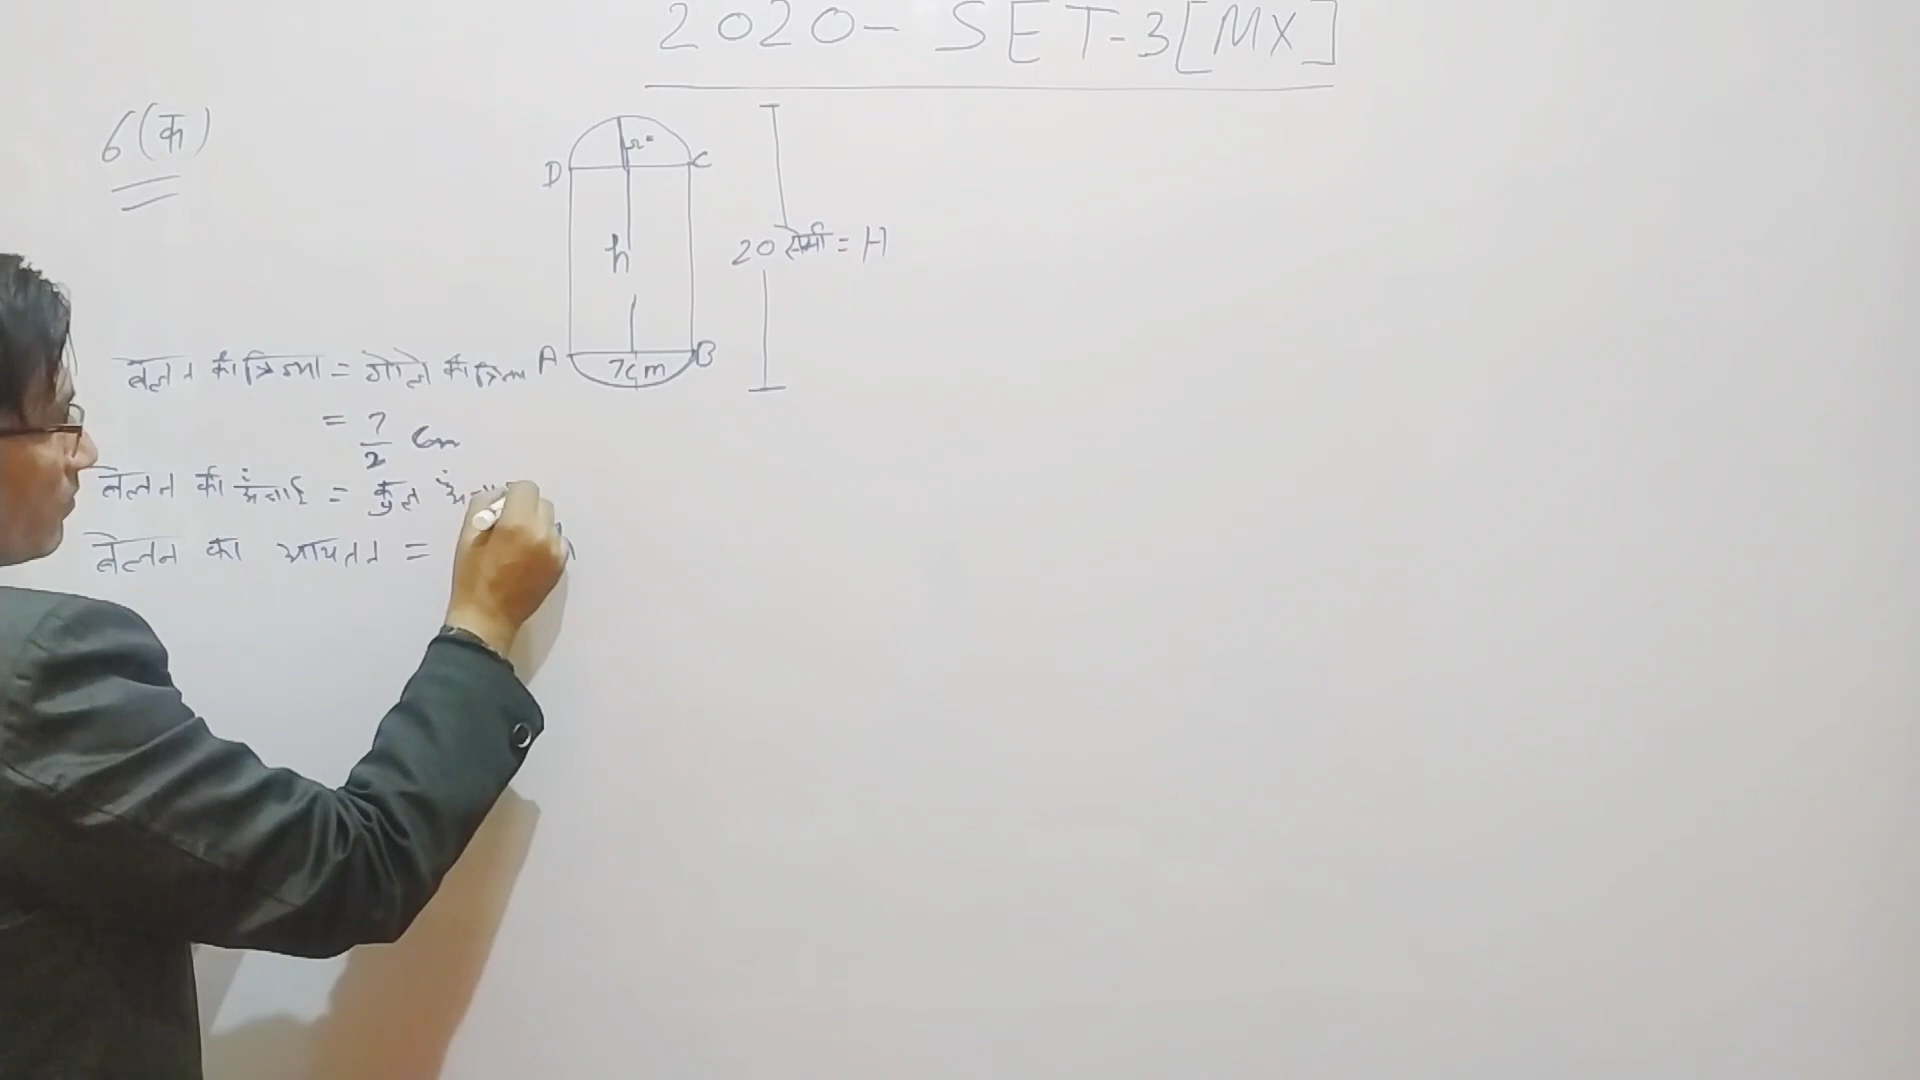 2020- SET-3[MX]
6(क)
r=
D
C
h
20 सेमी = H
A
B
7cm
बेलन की त्रिज्या = गोले की
= 7/2 cm
बेलन की ऊँचाई = कुल
बेलन का आयतन =